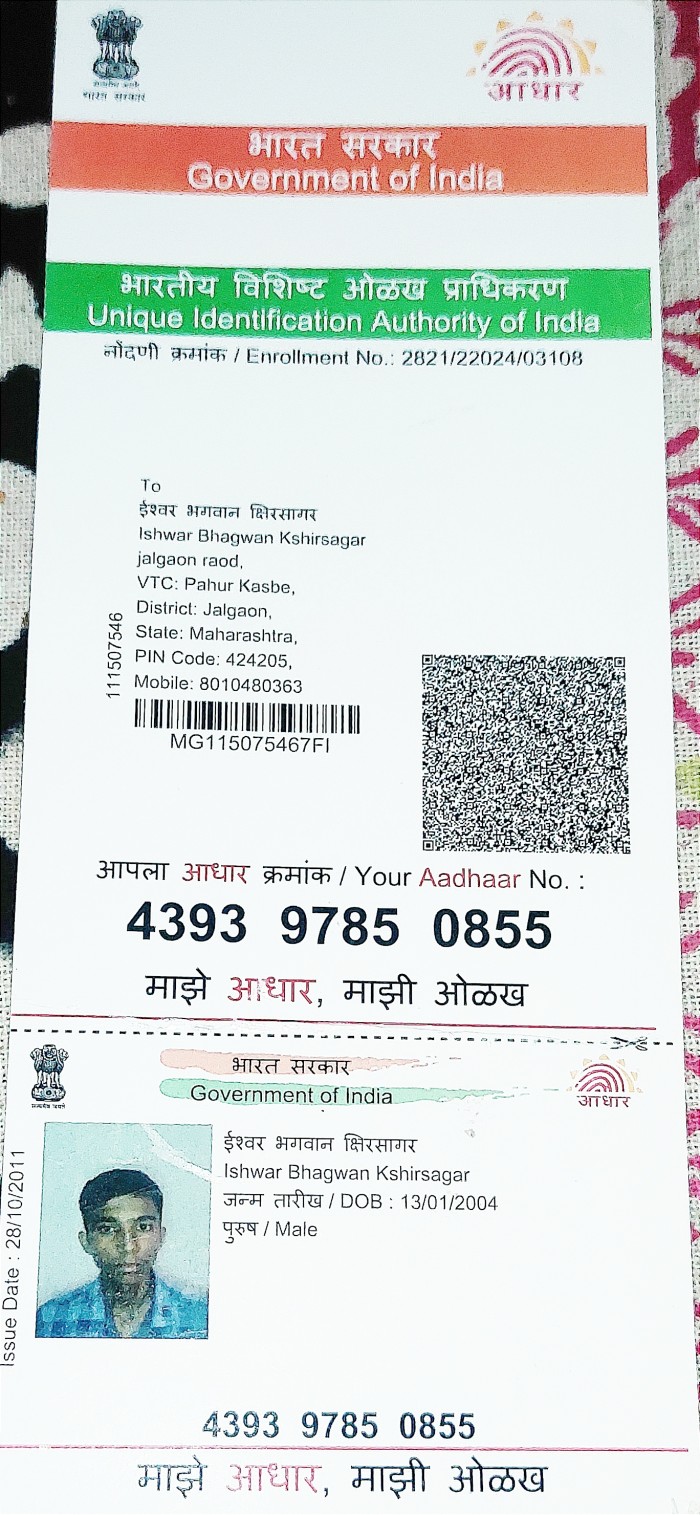 भारत सरकार
आधार
भारत सरकार
Government of India
भारतीय विशिष्ट ओळख प्राधिकरण
Unique Identification Authority of India
नोंदणी क्रमांक / Enrollment No.: 2821/22024/03108
To
ईश्वर भगवान क्षिरसागर
Ishwar Bhagwan Kshirsagar
jalgaon raod,
VTC: Pahur Kasbe,
District: Jalgaon,
State: Maharashtra,
PIN Code: 424205,
Mobile: 8010480363
111507546
MG115075467FI
आपला आधार क्रमांक / Your Aadhaar No. :
4393 9785 0855
माझे आधार, माझी ओळख
भारत सरकार
Government of India
आधार
ईश्वर भगवान क्षिरसागर
Ishwar Bhagwan Kshirsagar
जन्म तारीख / DOB : 13/01/2004
पुरुष / Male
Issue Date : 28/10/2011
4393 9785 0855
माझे आधार, माझी ओळख